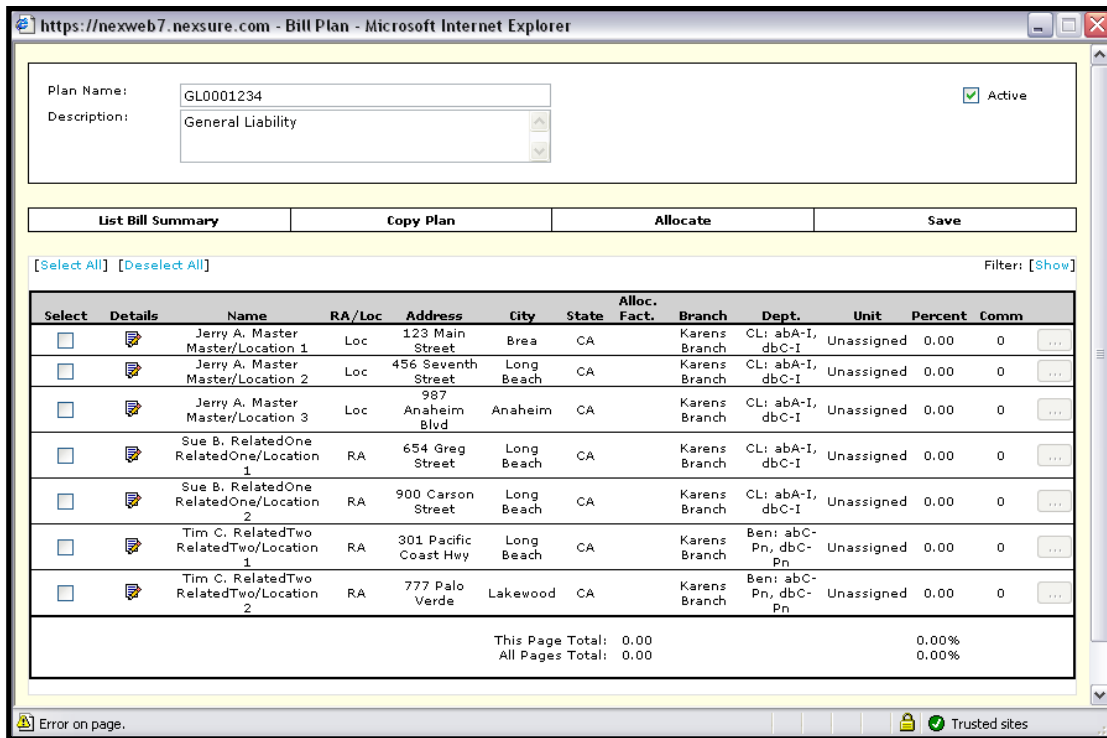 https://nexweb7.nexsure.com - Bill Plan - Microsoft Internet Explorer
Plan Name: GL0001234 Active
Description: General Liability
List Bill Summary Copy Plan Allocate Save
[Select All] [Deselect All] Filter: [Show]
Alloc.
Select Details Name RA/Loc Address City State Fact. Branch Dept. Unit Percent Comm
Jerry A. Master 123 Main Karens CL: abA-I,
Master/Location 1 Loc Street Brea CA Branch dbC-I Unassigned 0.00 0 ...
Jerry A. Master 456 Seventh Long Karens CL: abA-I,
Master/Location 2 Loc Street Beach CA Branch dbC-I Unassigned 0.00 0 ...
987
Jerry A. Master Anaheim Karens CL: abA-I,
Master/Location 3 Loc Blvd Anaheim CA Branch dbC-I Unassigned 0.00 0 ...
Sue B. RelatedOne
RelatedOne/Location RA 654 Greg Long CA Karens CL: abA-I, Unassigned 0.00 0 ...
1 Street Beach Branch dbC-I
Sue B. RelatedOne
RelatedOne/Location RA 900 Carson Long CA Karens CL: abA-I, Unassigned 0.00 0 ...
2 Street Beach Branch dbC-I
Tim C. RelatedTwo Ben: abC-
RelatedTwo/Location RA 301 Pacific Long CA Karens Pn, dbC- Unassigned 0.00 0 ...
1 Coast Hwy Beach Branch Pn
Tim C. RelatedTwo Ben: abC-
RelatedTwo/Location RA 777 Palo Lakewood CA Karens Pn, dbC- Unassigned 0.00 0 ...
2 Verde Branch Pn
This Page Total: 0.00 0.00%
All Pages Total: 0.00 0.00%
Error on page. Trusted sites